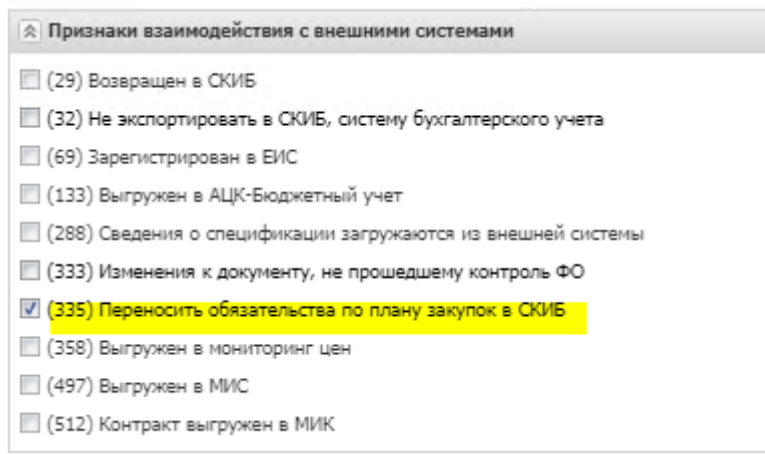 Признаки взаимодействия с внешними системами
(29) Возвращен в СКИБ
(32) Не экспортировать в СКИБ, систему бухгалтерского учета
(69) Зарегистрирован в ЕИС
(133) Выгружен в АЦК-Бюджетный учет
(288) Сведения о спецификации загружаются из внешней системы
(333) Изменения к документу, не прошедшему контроль ФО
(335) Переносить обязательства по плану закупок в СКИБ
(358) Выгружен в мониторинг цен
(497) Выгружен в МИС
(512) Контракт выгружен в МИК